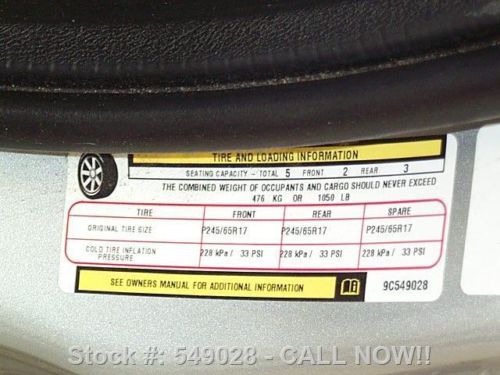 TIRE AND LOADING INFORMATION
SEATING CAPACITY - TOTAL 5 FRONT 2 REAR 3
THE COMBINED WEIGHT OF OCCUPANTS AND CARGO SHOULD NEVER EXCEED
476 KG OR 1050 LB
TIRE FRONT REAR SPARE
ORIGINAL TIRE SIZE P245/65R17 P245/65R17 P245/65R17
COLD TIRE INFLATION
PRESSURE 228 kPa / 33 PSI 228 kPa / 33 PSI 228 kPa / 33 PSI
SEE OWNERS MANUAL FOR ADDITIONAL INFORMATION 9C549028
Stock #: 549028 - CALL NOW!!